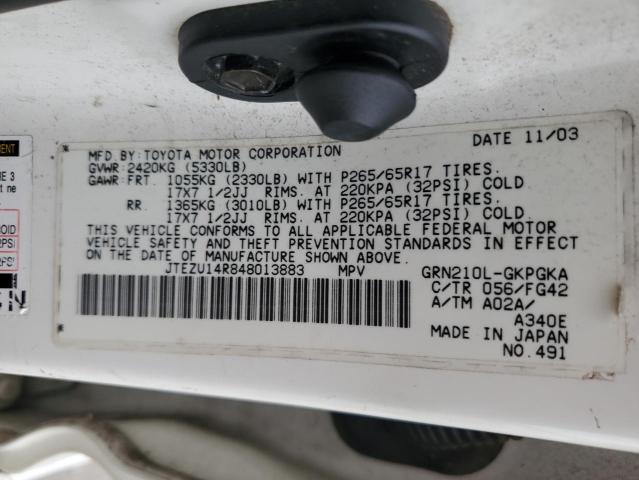 DATE 11/03
MFD BY: TOYOTA MOTOR CORPORATION
GVWR: 2420KG (5330LB)
GAWR: FRT. 1055KG (2330LB) WITH P265/65R17 TIRES.
17X7 1/2JJ RIMS. AT 220KPA (32PSI) COLD
RR. 1365KG (3010LB) WITH P265/65R17 TIRES.
17X7 1/2JJ RIMS. AT 220KPA (32PSI) COLD
THIS VEHICLE CONFORMS TO ALL APPLICABLE FEDERAL MOTOR
VEHICLE SAFETY AND THEFT PREVENTION STANDARDS IN EFFECT
ON THE DATE OF MANUFACTURE SHOWN ABOVE.
JTEZU14R848013883 MPV
GRN210L-GKPGKA
C/TR 056/FG42
A/TM A02A/
A340E
MADE IN JAPAN
NO. 491